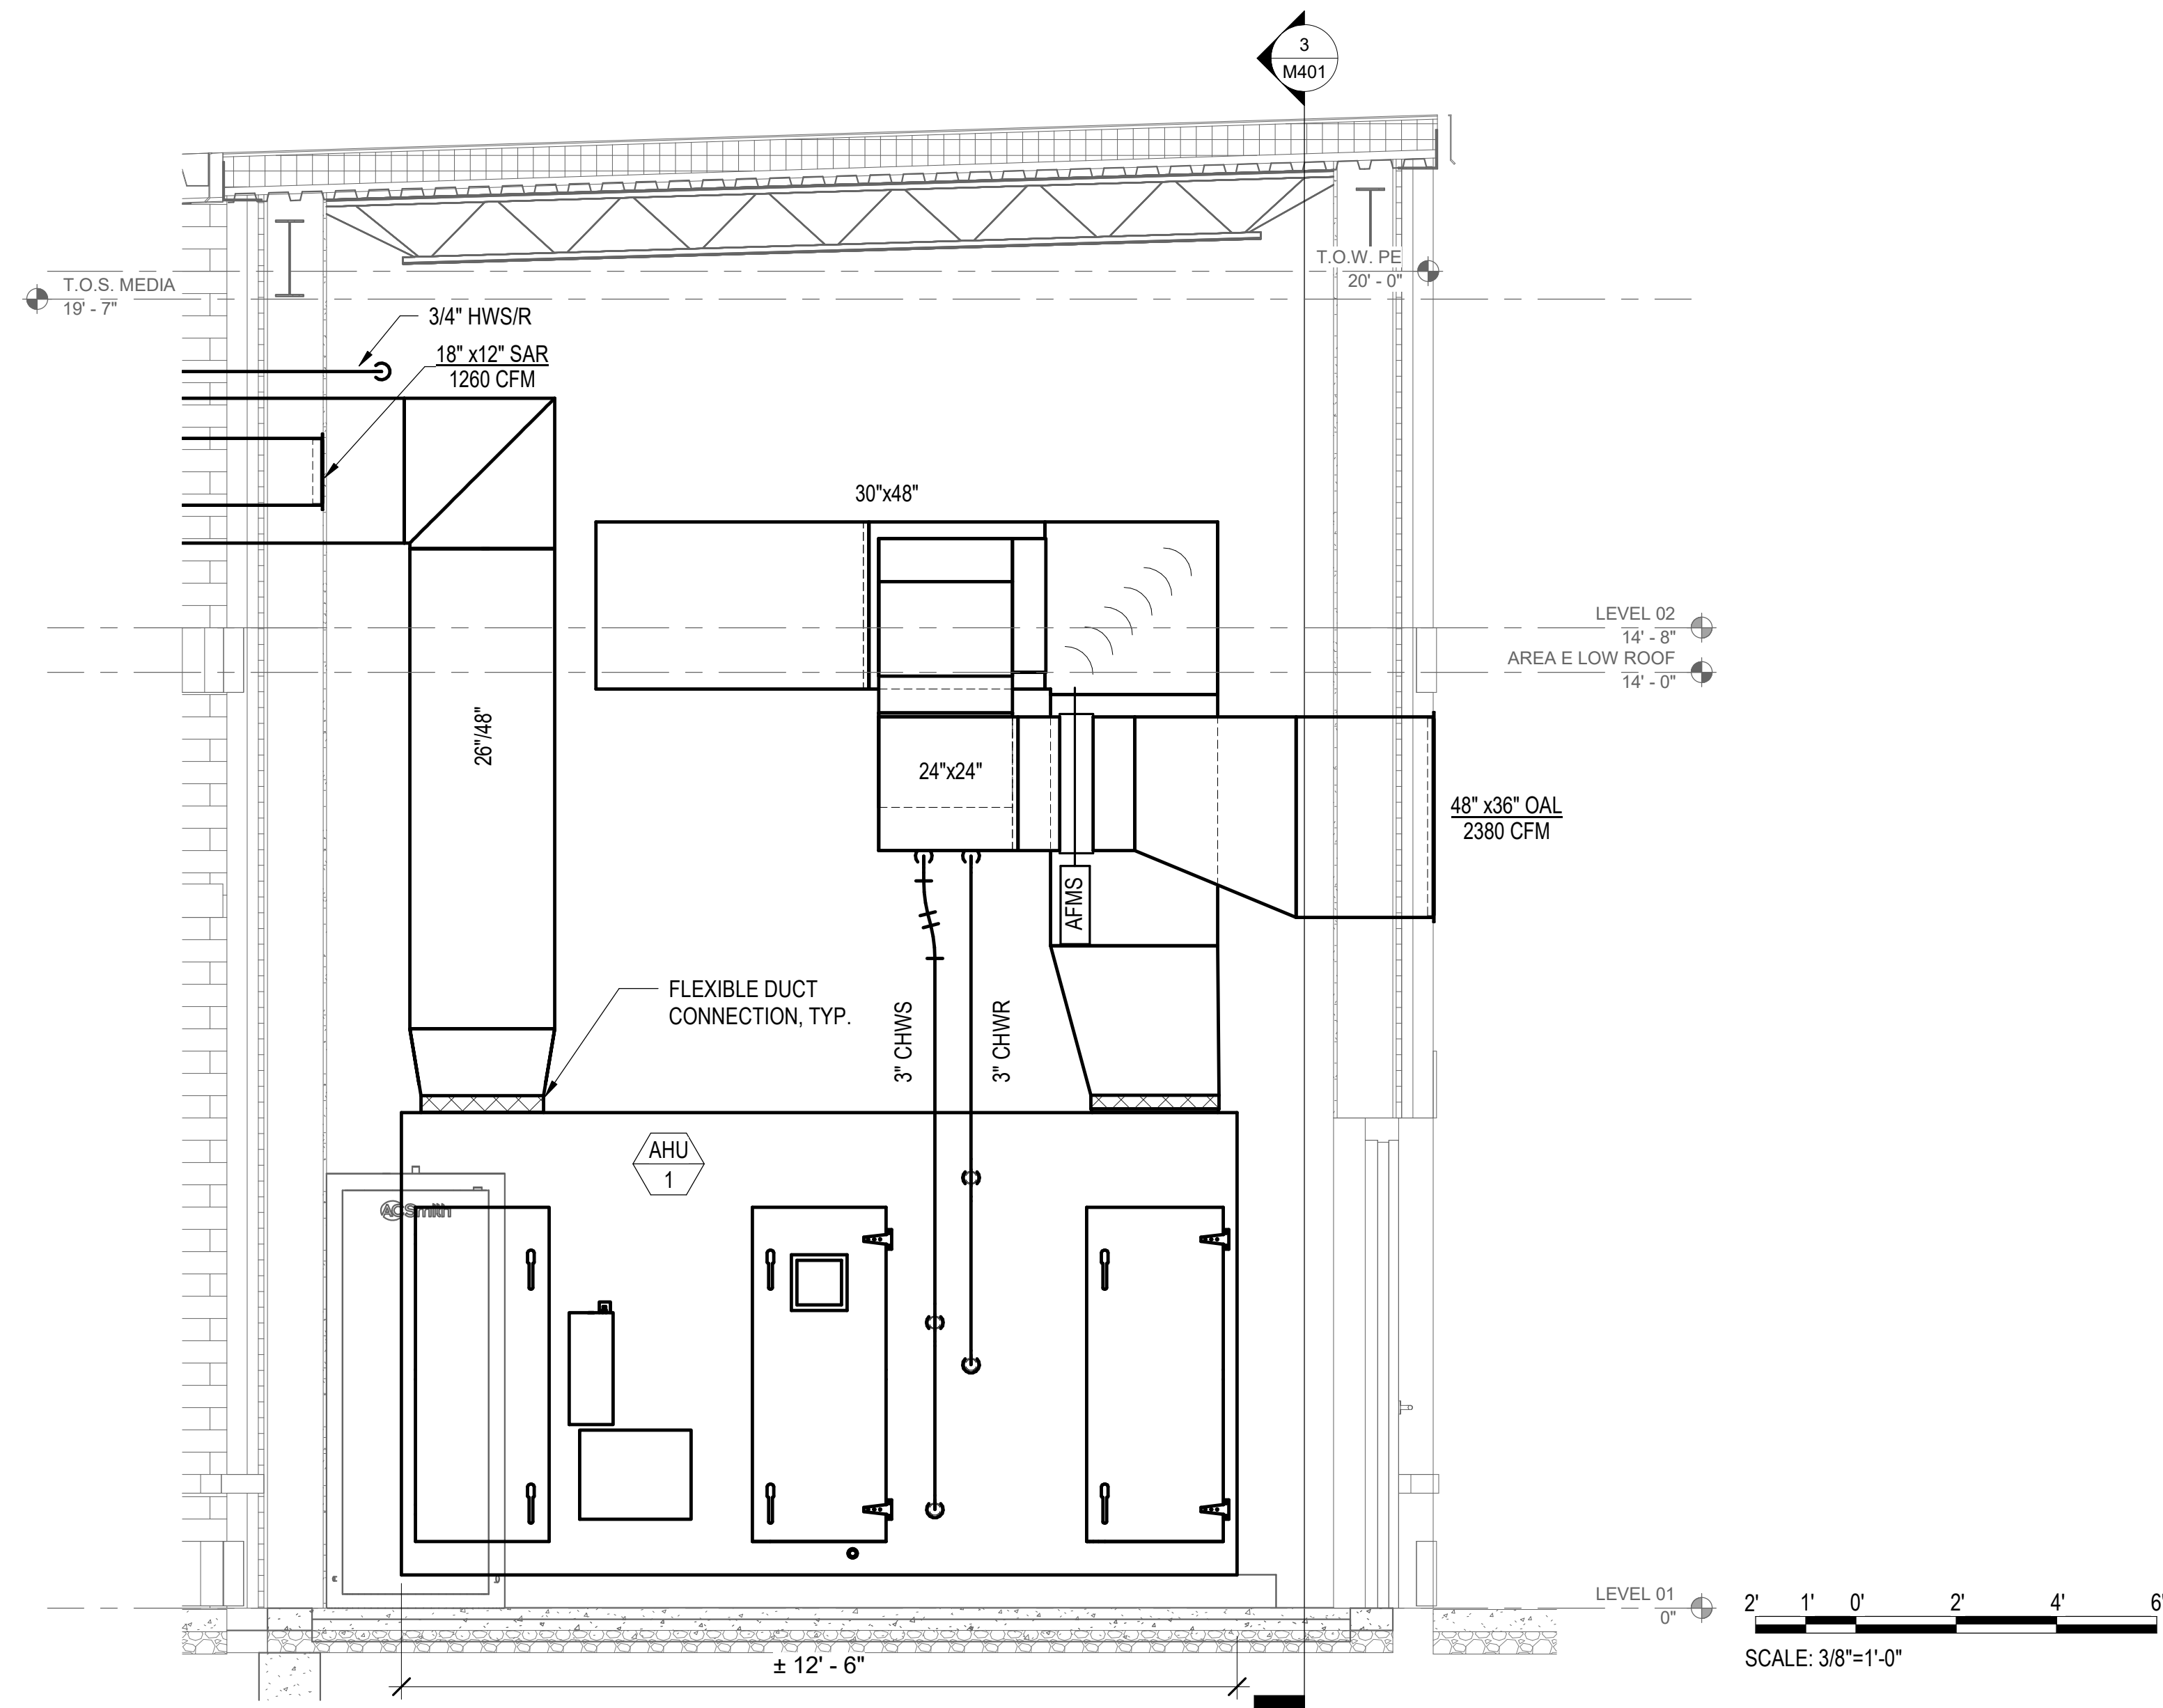 3
M401
T.O.W. PE
20' - 0"
T.O.S. MEDIA
19' - 7"
3/4" HWS/R
18" x12" SAR
1260 CFM
30"x48"
LEVEL 02
14' - 8"
AREA E LOW ROOF
14' - 0"
26"/48"
24"x24"
48" x36" OAL
2380 CFM
AFMS
FLEXIBLE DUCT
CONNECTION, TYP.
3" CHWS
3" CHWR
AHU
1
AOSmith
LEVEL 01
0"
2' 1' 0' 2' 4' 6'
SCALE: 3/8"=1'-0"
± 12' - 6"